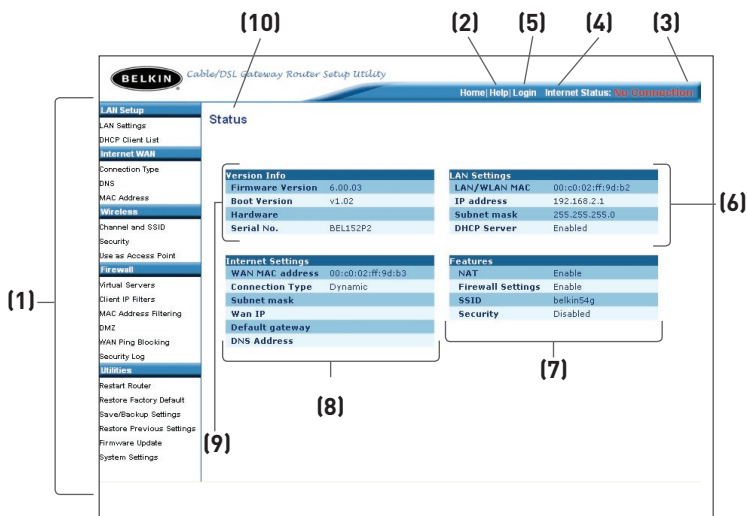 (10) (2) (5) (4) (3)
BELKIN Cable/DSL Gateway Router Setup Utility
Home| Help| Login Internet Status: No Connection
(1)
LAN Setup
LAN Settings
DHCP Client List
Internet WAN
Connection Type
DNS
MAC Address
Wireless
Channel and SSID
Security
Use as Access Point
Firewall
Virtual Servers
Client IP Filters
MAC Address Filtering
DMZ
WAN Ping Blocking
Security Log
Utilities
Restart Router
Restore Factory Default
Save/Backup Settings
Restore Previous Settings
Firmware Update
System Settings
Status
Version Info
Firmware Version 6.00.03
Boot Version v1.02
Hardware
Serial No. BEL152P2
(9)
LAN Settings
LAN/WLAN MAC 00:c0:02:ff:9d:b2
IP address 192.168.2.1
Subnet mask 255.255.255.0
DHCP Server Enabled
(6)
Internet Settings
WAN MAC address 00:c0:02:ff:9d:b3
Connection Type Dynamic
Subnet mask
Wan IP
Default gateway
DNS Address
(8)
Features
NAT Enable
Firewall Settings Enable
SSID belkin54g
Security Disabled
(7)